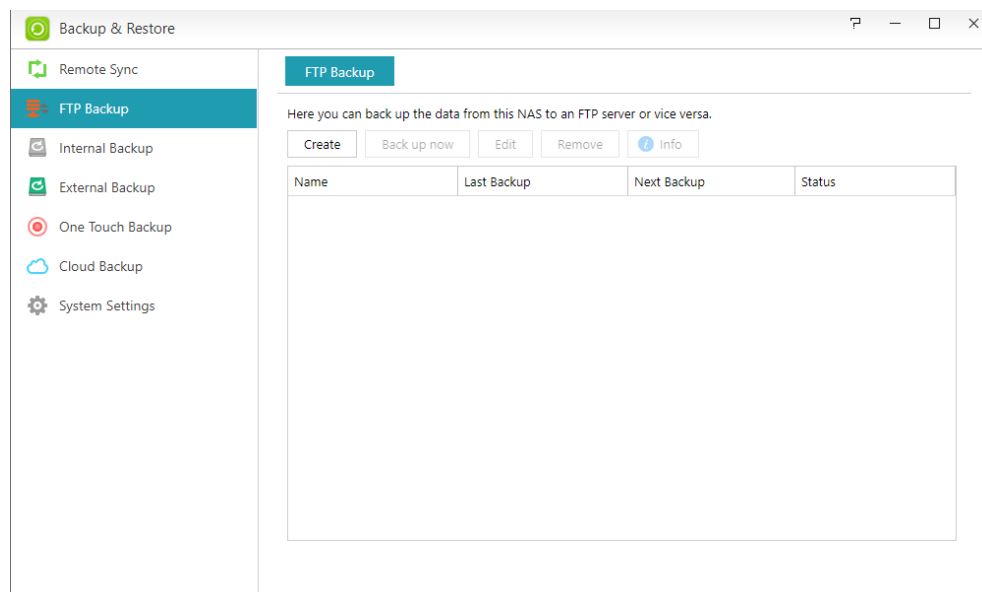 Backup & Restore
Remote Sync
FTP Backup
Internal Backup
External Backup
One Touch Backup
Cloud Backup
System Settings
FTP Backup
Here you can back up the data from this NAS to an FTP server or vice versa.
Create Back up now Edit Remove i Info
Name Last Backup Next Backup Status